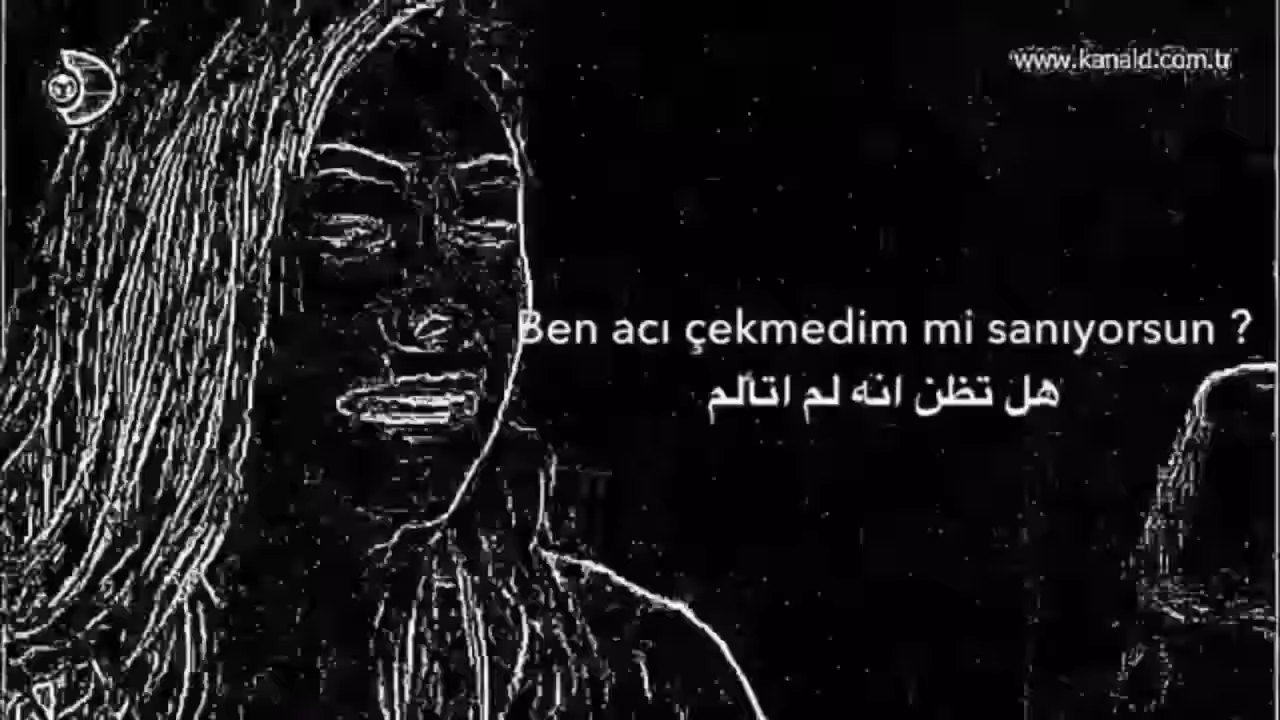 www.kanald.com.tr
Ben acı çekmedim mi sanıyorsun ?
هل تظن انه لم اتألم